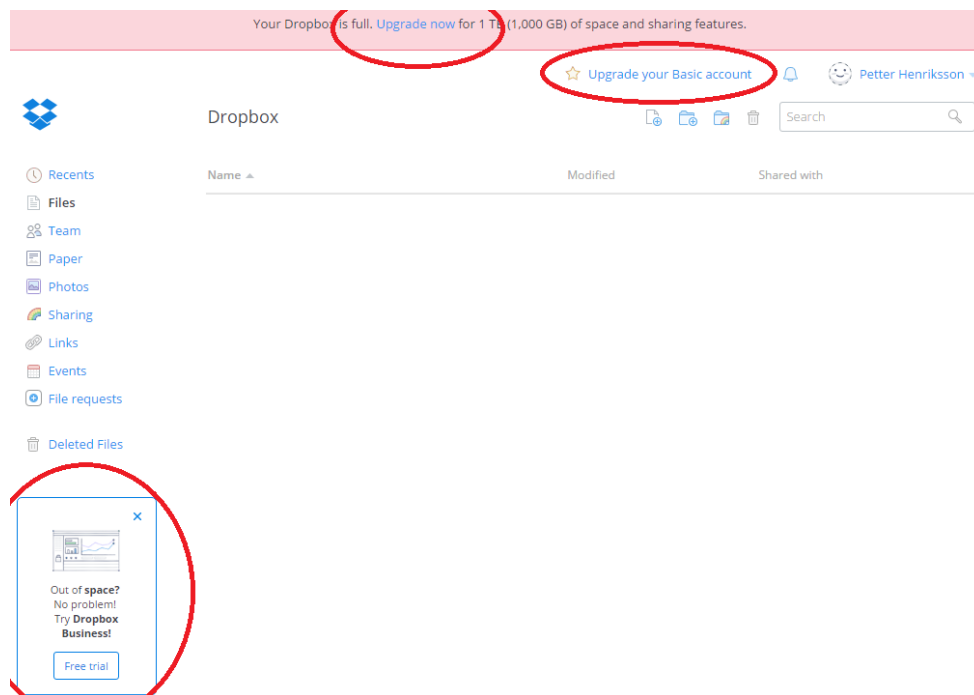 Your Dropbox is full. Upgrade now for 1 TB (1,000 GB) of space and sharing features.
Upgrade your Basic account
Petter Henriksson
Dropbox
Search
Name
Modified
Shared with
Recents
Files
Team
Paper
Photos
Sharing
Links
Events
File requests
Deleted Files
Out of space?
No problem!
Try Dropbox
Business!
Free trial